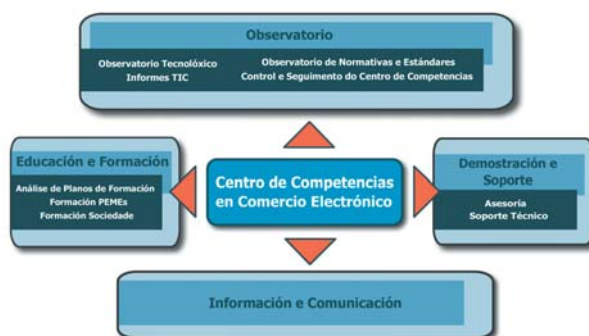 Observatorio
Observatorio Tecnolóxico
Informes TIC
Observatorio de Normativas e Estándares
Control e Seguimento do Centro de Competencias
Educación e Formación
Análise de Planos de Formación
Formación PEMEs
Formación Sociedade
Centro de Competencias
en Comercio Electrónico
Demostración e
Soporte
Asesoría
Soporte Técnico
Información e Comunicación